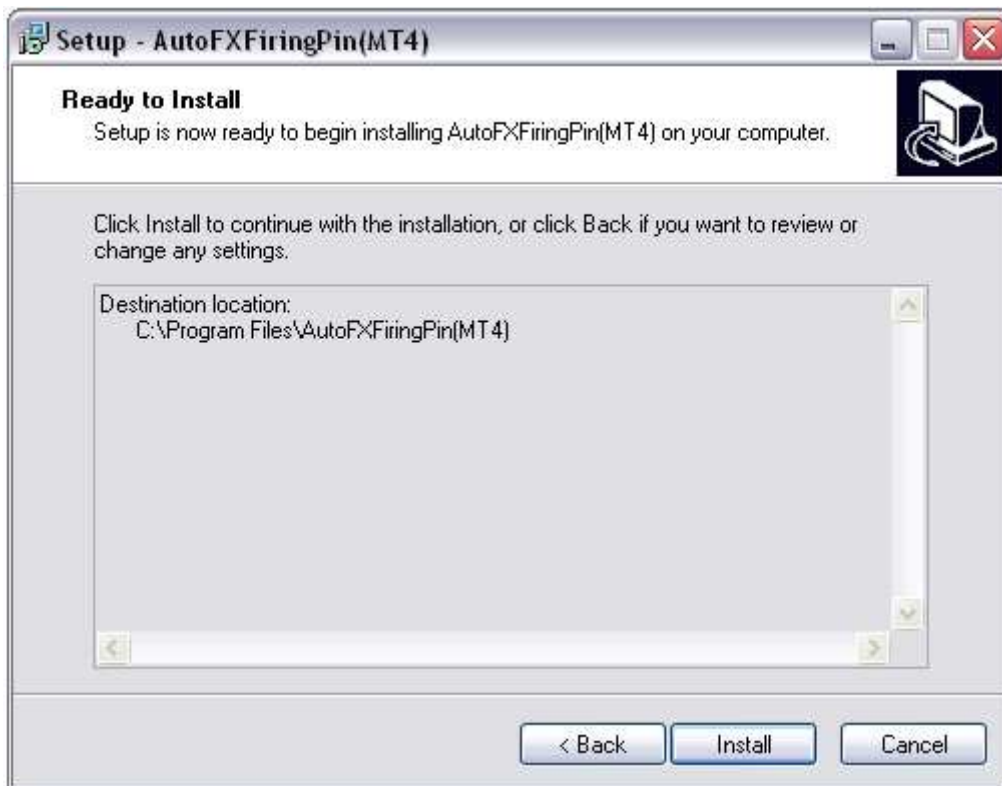 Setup - AutoFXFiringPin(MT4)
Ready to Install
Setup is now ready to begin installing AutoFXFiringPin(MT4) on your computer.
Click Install to continue with the installation, or click Back if you want to review or
change any settings.
Destination location:
C:\Program Files\AutoFXFiringPin(MT4)
< Back
Install
Cancel